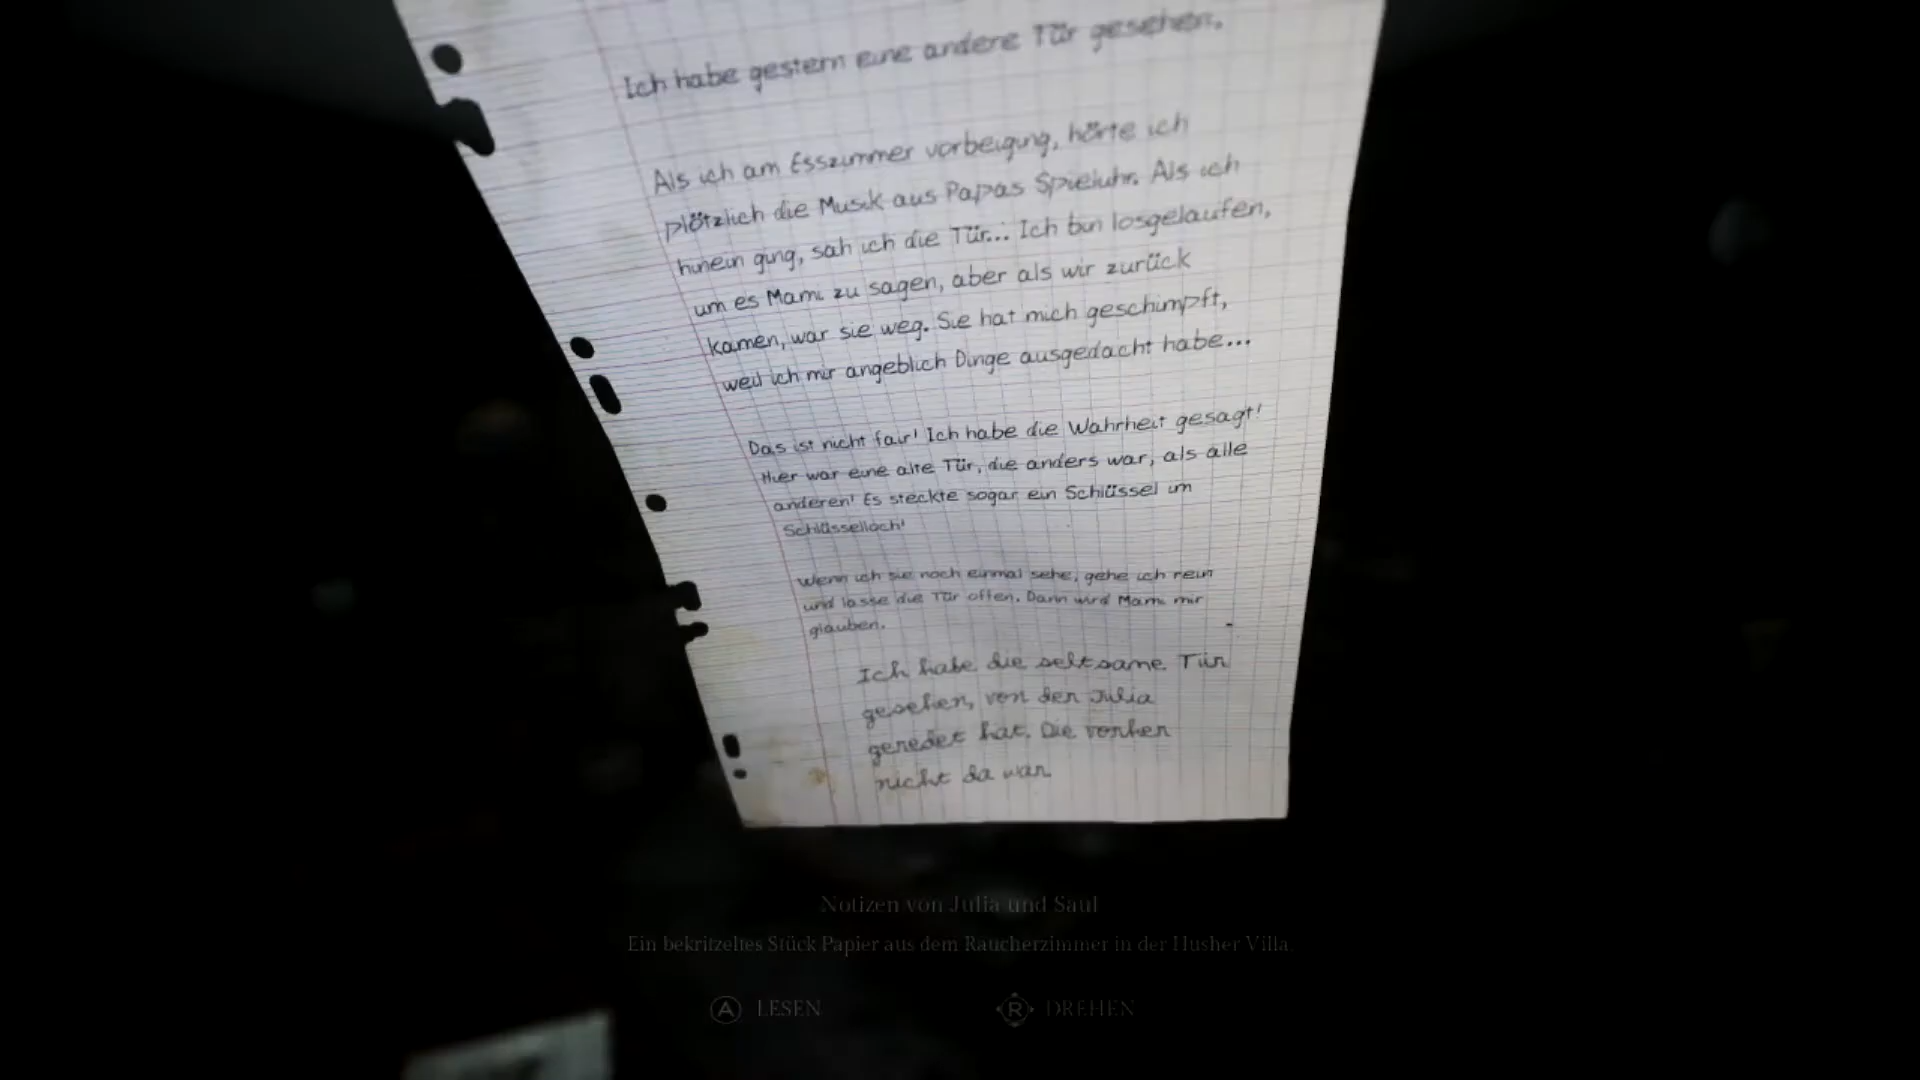 Ich habe gestern eine andere Tür gesehen.
Als ich am Esszimmer vorbeiging, hörte ich
plötzlich die Musik aus Papas Spieluhr. Als ich
hinein ging, sah ich die Tür... Ich bin losgelaufen,
um es Mami zu sagen, aber als wir zurück
kamen, war sie weg. Sie hat mich geschimpft,
weil ich mir angeblich Dinge ausgedacht habe...
Das ist nicht fair! Ich habe die Wahrheit gesagt!
Hier war eine alte Tür, die anders war, als alle
anderen! Es steckte sogar ein Schlüssel im
Schlüsselloch!
Wenn ich sie noch einmal sehe, gehe ich rein
und lasse die Tür offen. Dann wird Mami mir
glauben.
Ich habe die seltsame Tür
gesehen, von der Julia
geredet hat. Die vorher
nicht da war
Notizen von Julia und Saul
Ein bekritzeltes Stück Papier aus dem Raucherzimmer in der Husher Villa.
A LESEN
R DREHEN